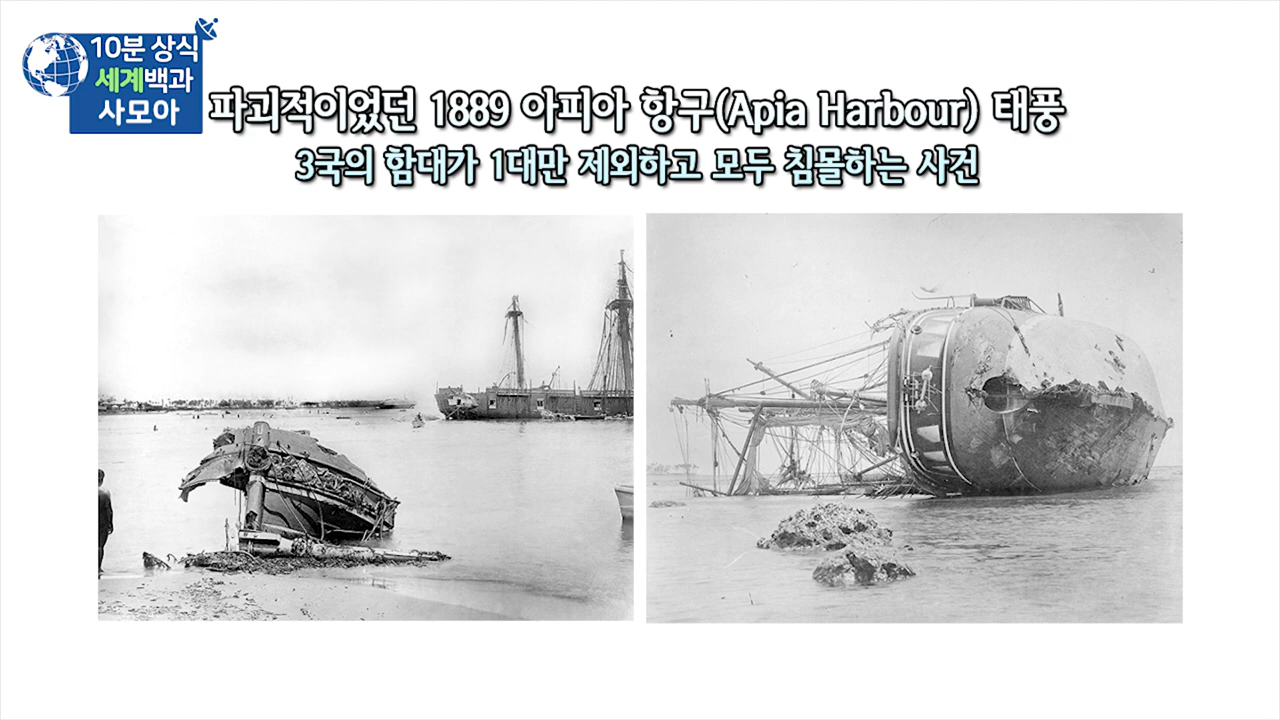 10분 상식
세계백과
사모아
파괴적이었던 1889 아피아 항구(Apia Harbour) 태풍
3국의 함대가 1대만 제외하고 모두 침몰하는 사건